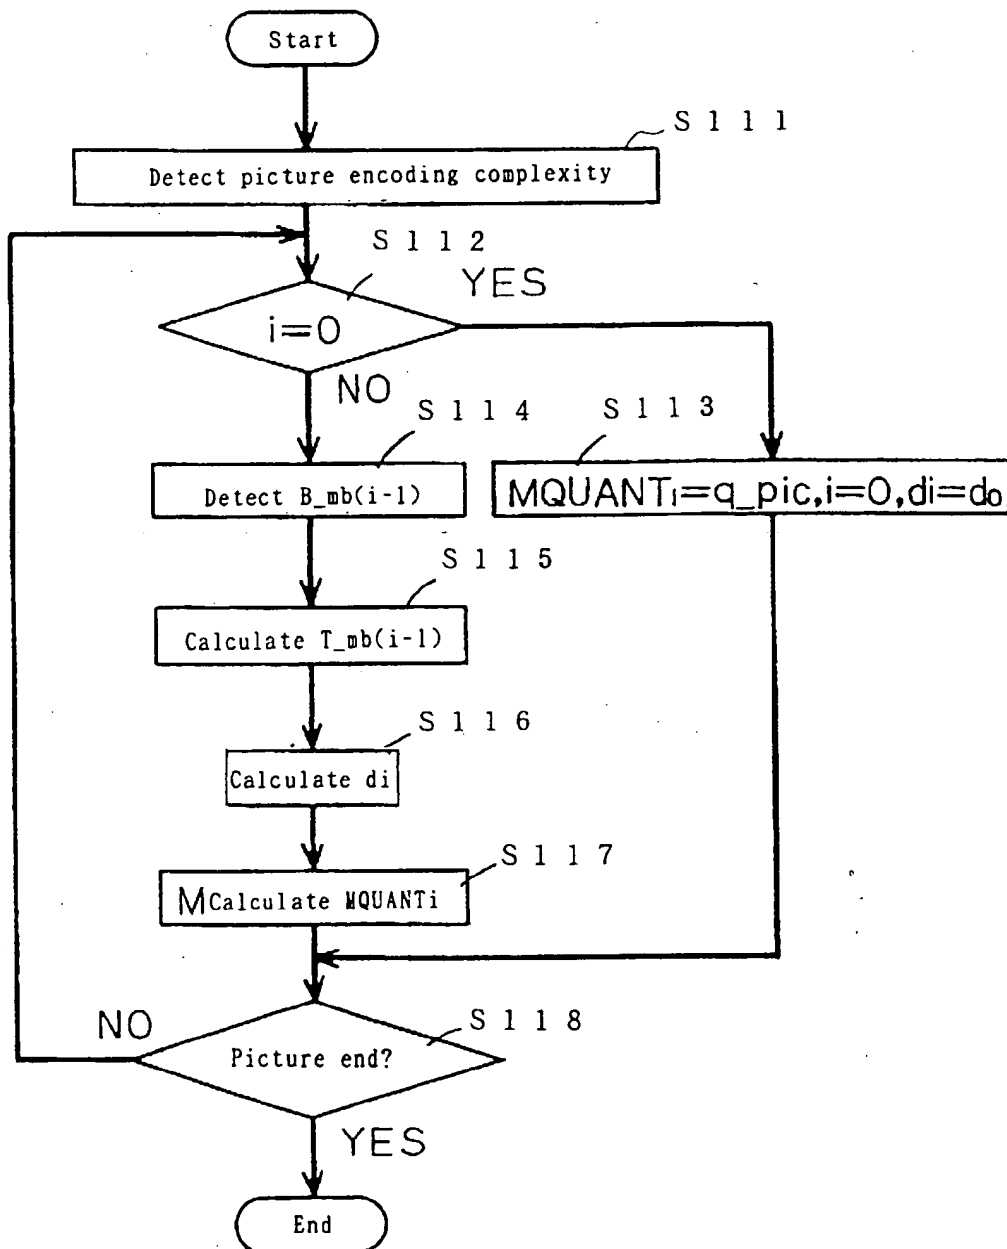 Start
S111
Detect picture encoding complexity
S112
YES
i=0
NO
S114
S113
Detect B_mb(i-1)
MQUANTi=q_pic,i=0,di=do
S115
Calculate T_mb(i-1)
S116
Calculate di
S117
MCalculate MQUANTi
NO
S118
Picture end?
YES
End